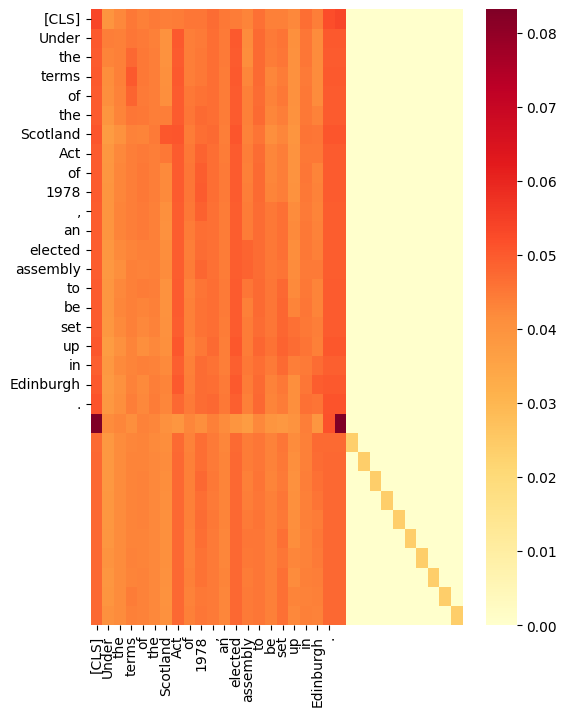 [CLS]
Under
the
terms
of
the
Scotland
Act
of
1978
,
an
elected
assembly
to
be
set
up
in
Edinburgh
.
0.08
0.07
0.06
0.05
0.04
0.03
0.02
0.01
0.00
[CLS]
Under
the
terms
of
the
Scotland
Act
of
1978
,
an
elected
assembly
to
be
set
up
in
Edinburgh
.